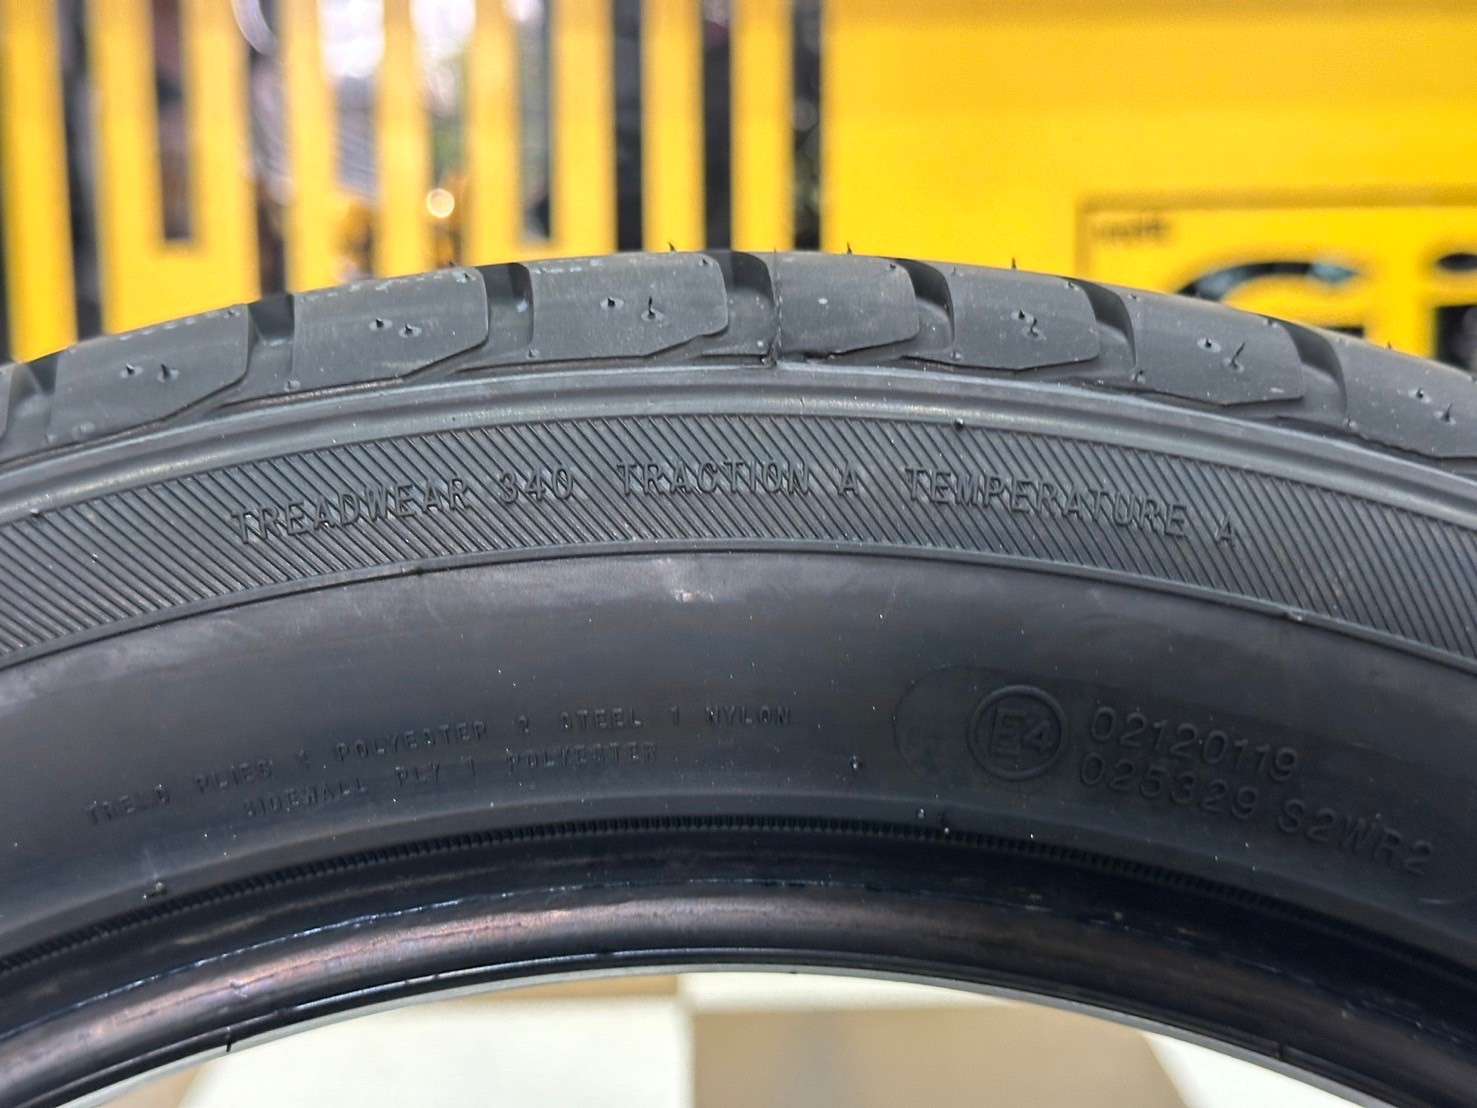 TREADWEAR 340 TRACTION A TEMPERATURE A
TREAD PLIES 1 POLYESTER 2 STEEL 1 NYLON
SIDEWALL PLY 1 POLYESTER
E4 02120119
025329 S2WR2